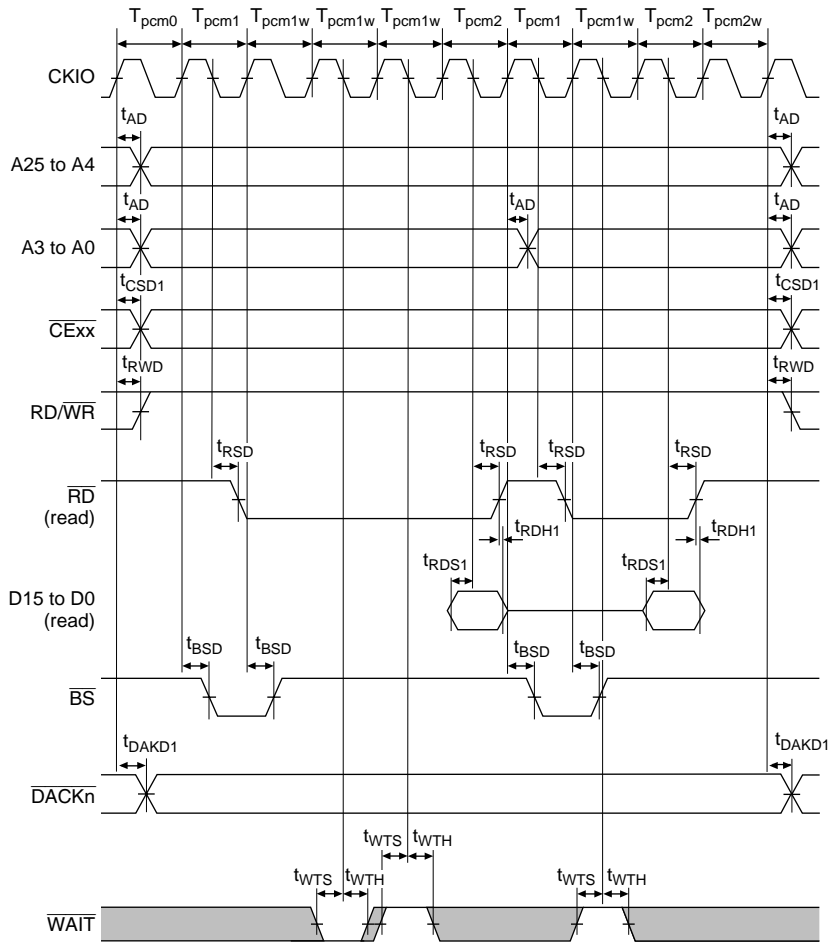 Tpcm0 Tpcm1 Tpcm1w Tpcm1w Tpcm1w Tpcm2 Tpcm1 Tpcm1w Tpcm2 Tpcm2w
CKIO
tAD tAD
A25 to A4
tAD tAD tAD
A3 to A0
tCSD1 tCSD1
CExx
tRWD tRWD
RD/WR
tRSD tRSD tRSD tRSD
RD
(read)
tRDH1 tRDH1
tRDS1 tRDS1
D15 to D0
(read)
tBSD tBSD tBSD tBSD
BS
tDAKD1 tDAKD1
DACKn
tWTS tWTH
tWTS tWTH tWTS tWTH
WAIT